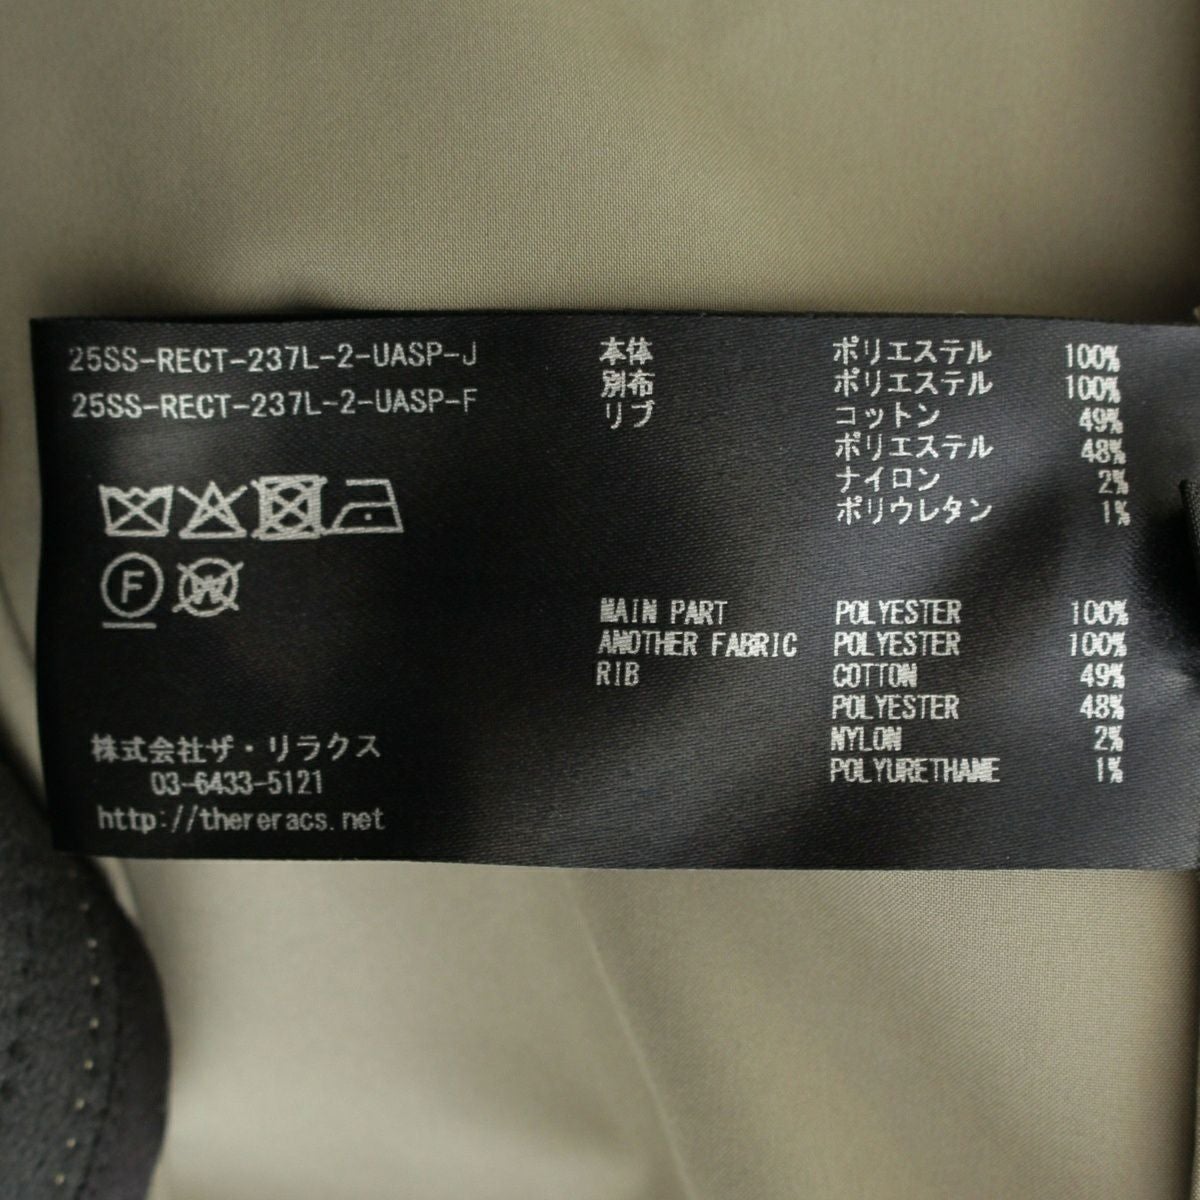 25SS-RECT-237L-2-UASP-J
25SS-RECT-237L-2-UASP-F
F
W
株式会社ザ・リラクス
03-6433-5121
http://thereracs.net
本体 ポリエステル 100%
別布 ポリエステル 100%
リブ コットン 49%
ポリエステル 48%
ナイロン 2%
ポリウレタン 1%
MAIN PART POLYESTER 100%
ANOTHER FABRIC POLYESTER 100%
RIB COTTON 49%
POLYESTER 48%
NYLON 2%
POLYURETHANE 1%